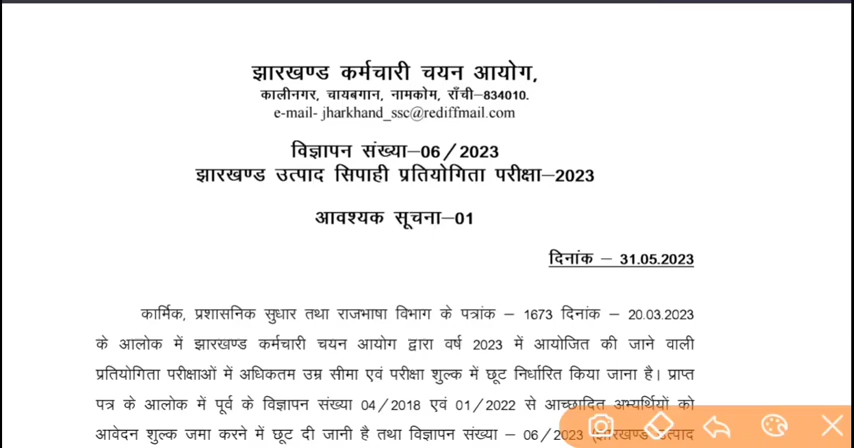 झारखण्ड कर्मचारी चयन आयोग,
कालीनगर, चायबगान, नामकोम, राँची–834010.
e-mail- jharkhand_ssc@rediffmail.com
विज्ञापन संख्या–06/2023
झारखण्ड उत्पाद सिपाही प्रतियोगिता परीक्षा–2023
आवश्यक सूचना–01
दिनांक – 31.05.2023
कार्मिक, प्रशासनिक सुधार तथा राजभाषा विभाग के पत्रांक – 1673 दिनांक – 20.03.2023
के आलोक में झारखण्ड कर्मचारी चयन आयोग द्वारा वर्ष 2023 में आयोजित की जाने वाली
प्रतियोगिता परीक्षाओं में अधिकतम उम्र सीमा एवं परीक्षा शुल्क में छूट निर्धारित किया जाना है। प्राप्त
पत्र के आलोक में पूर्व के विज्ञापन संख्या 04/2018 एवं 01/2022 से आच्छादित अभ्यर्थियों को
आवेदन शुल्क जमा करने में छूट दी जानी है तथा विज्ञापन संख्या – 06/2023 (झारखण्ड उत्पाद